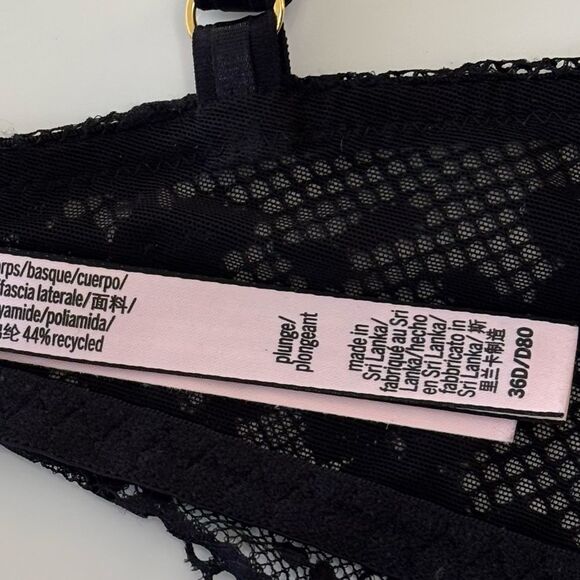 rps/basque/cuerpo/
fascia laterale/面料/
yamide/poliamida/
纶 44% recycled
plunge/
plongeant
made in
Sri Lanka/
fabriqué au Sri
Lanka/hecho
en Sri Lanka/
fabbricato in
Sri Lanka/ 斯
里兰卡制造
36D/D80